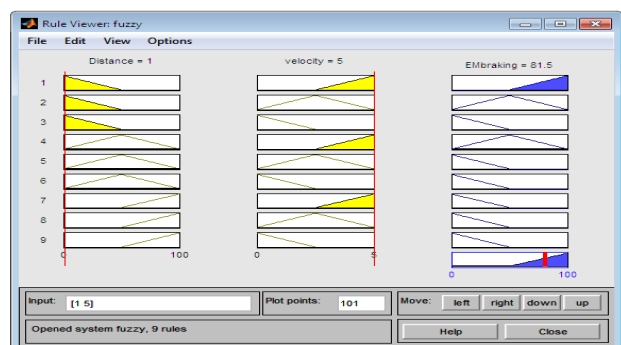 Rule Viewer: fuzzy
File Edit View Options
Distance = 1 velocity = 5 EMbraking = 81.5
1
2
3
4
5
6
7
8
9
0 100 0 5
0 100
Input: [1 5] Plot points: 101 Move: left right down up
Opened system fuzzy, 9 rules Help Close